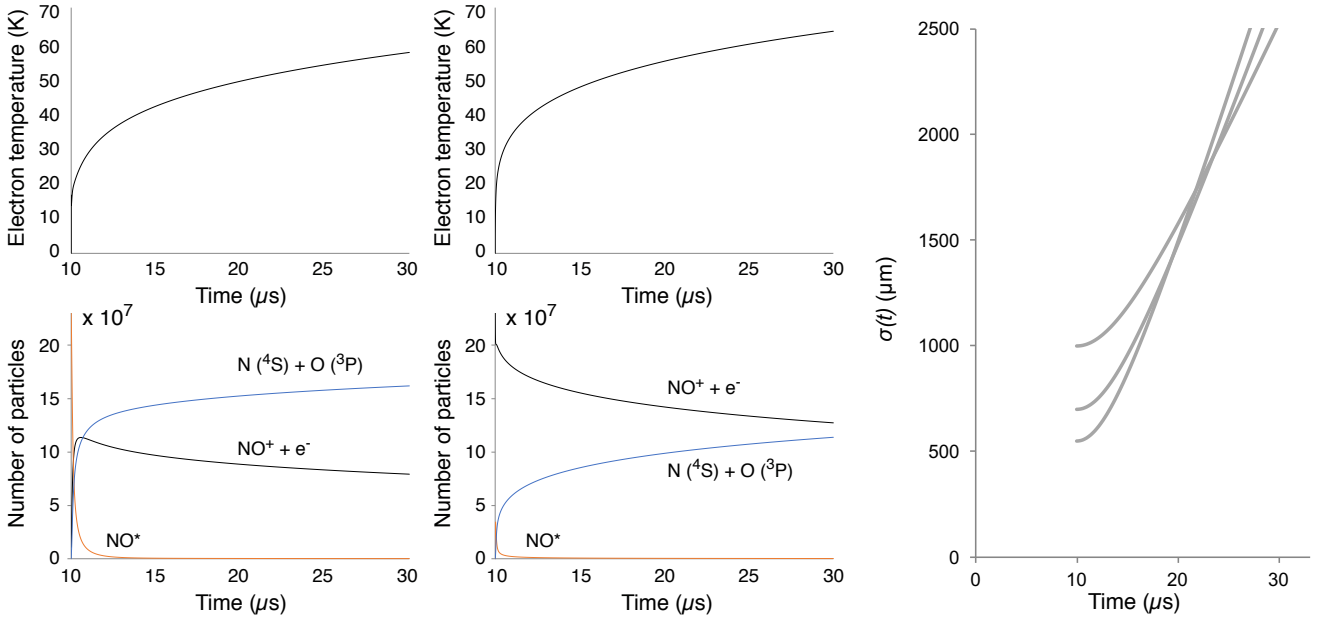 Electron temperature (K)
70
60
50
40
30
20
10
0
10 15 20 25 30
Time (µs)
Electron temperature (K)
70
60
50
40
30
20
10
0
10 15 20 25 30
Time (µs)
x 10⁷
Number of particles
20
15
10
5
0
N (⁴S) + O (³P)
NO⁺ + e⁻
NO*
10 15 20 25 30
Time (µs)
x 10⁷
Number of particles
20
15
10
5
0
NO⁺ + e⁻
N (⁴S) + O (³P)
NO*
10 15 20 25 30
Time (µs)
σ(t) (µm)
2500
2000
1500
1000
500
0
0 10 20 30
Time (µs)